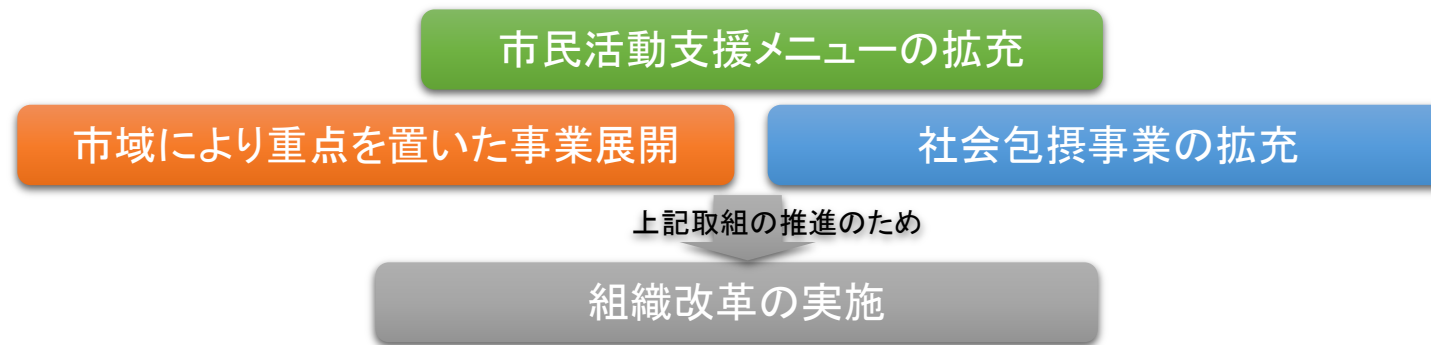 市民活動支援メニューの拡充
市域により重点を置いた事業展開
社会包摂事業の拡充
上記取組の推進のため
組織改革の実施